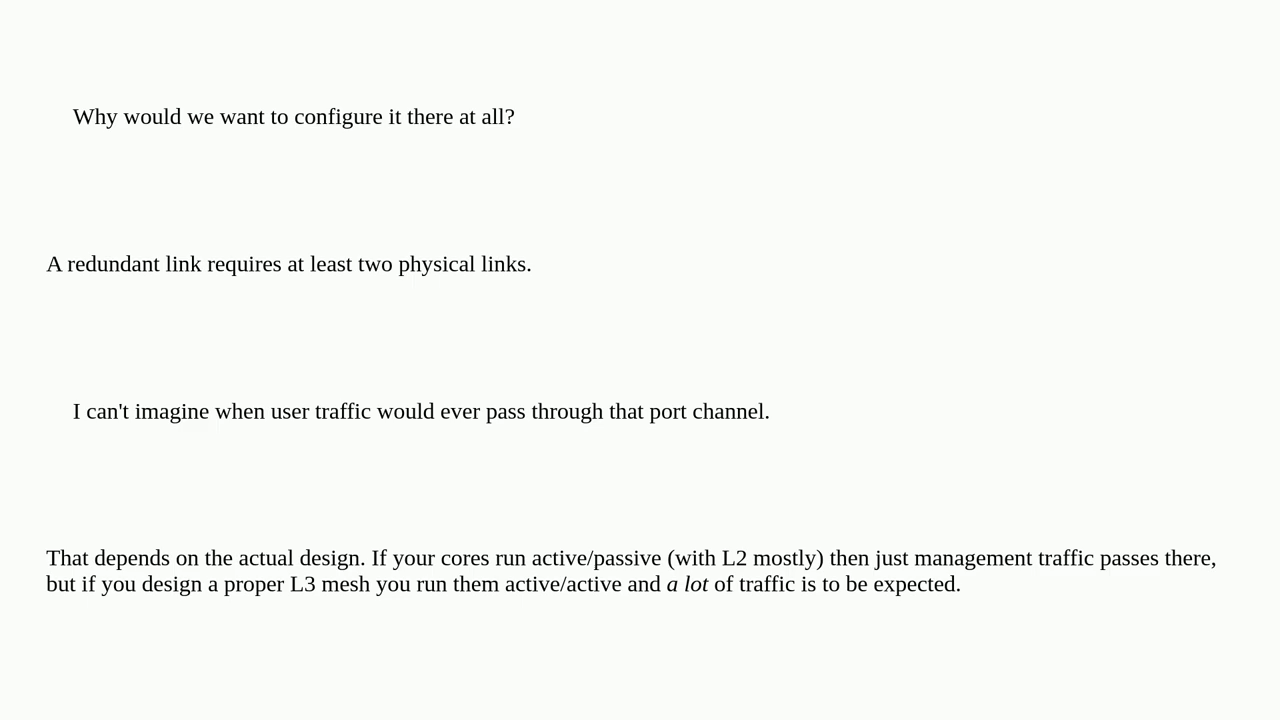 Why would we want to configure it there at all?
A redundant link requires at least two physical links.
I can't imagine when user traffic would ever pass through that port channel.
That depends on the actual design. If your cores run active/passive (with L2 mostly) then just management traffic passes there,
but if you design a proper L3 mesh you run them active/active and a lot of traffic is to be expected.